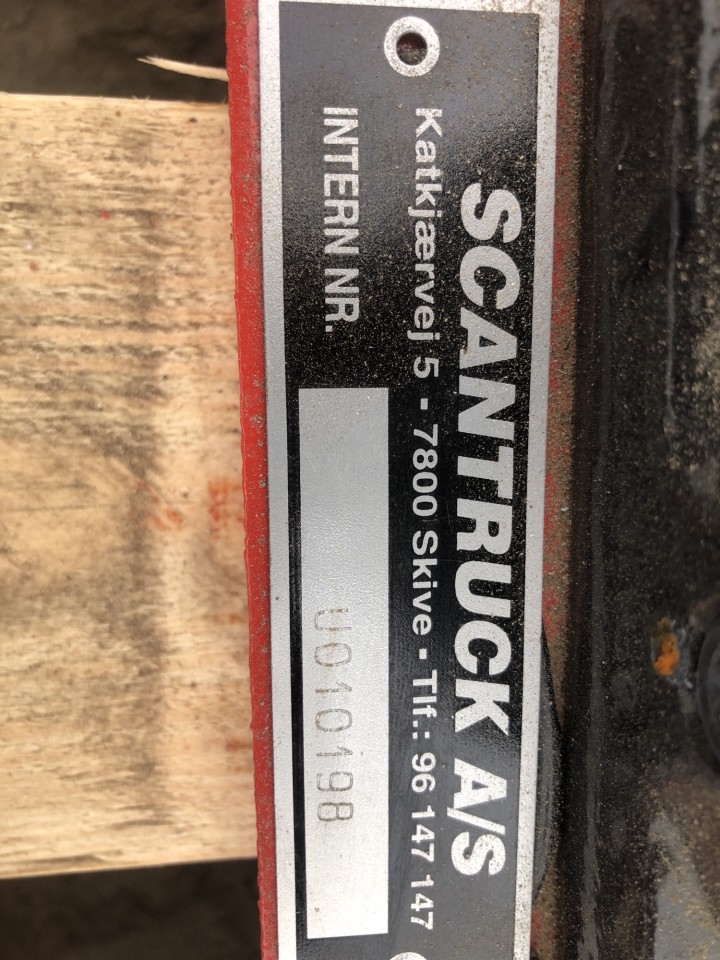 SCANTRUCK A/S
Katkjærvej 5 - 7800 Skive - Tlf.: 96 147 147
INTERN NR. U010198